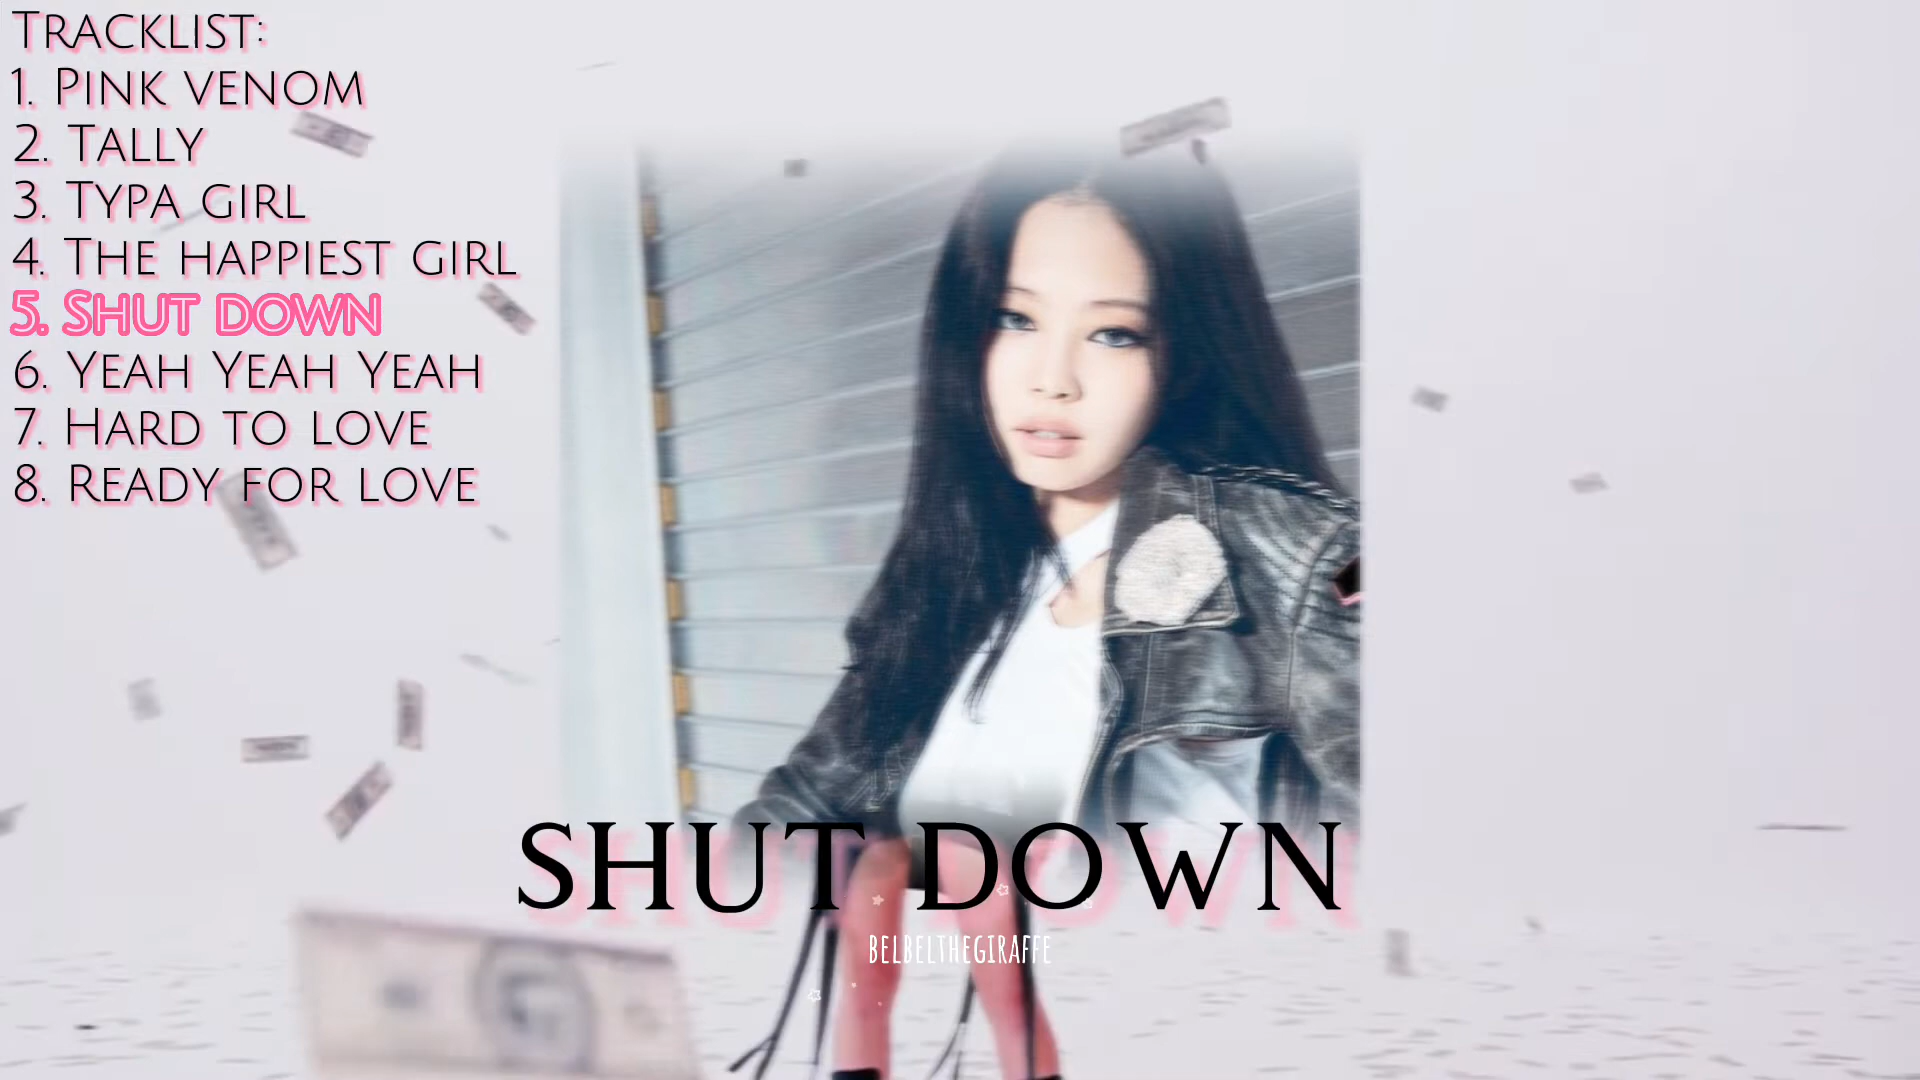 Tracklist:
1. Pink venom
2. Tally
3. Typa girl
4. The happiest girl
5. Shut down
6. Yeah Yeah Yeah
7. Hard to love
8. Ready for love
SHUT DOWN
BELBELTHEGIRAFFE